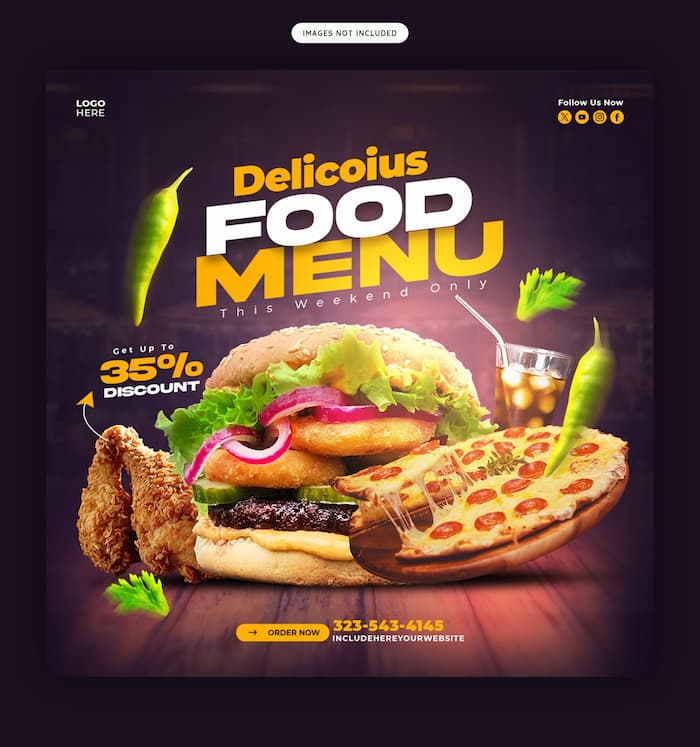 IMAGES NOT INCLUDED
LOGO
HERE
Follow Us Now
Delicoius
FOOD
MENU
This Weekend Only
Get Up To
35%
DISCOUNT
ORDER NOW
323-543-4145
INCLUDEHEREYOURWEBSITE